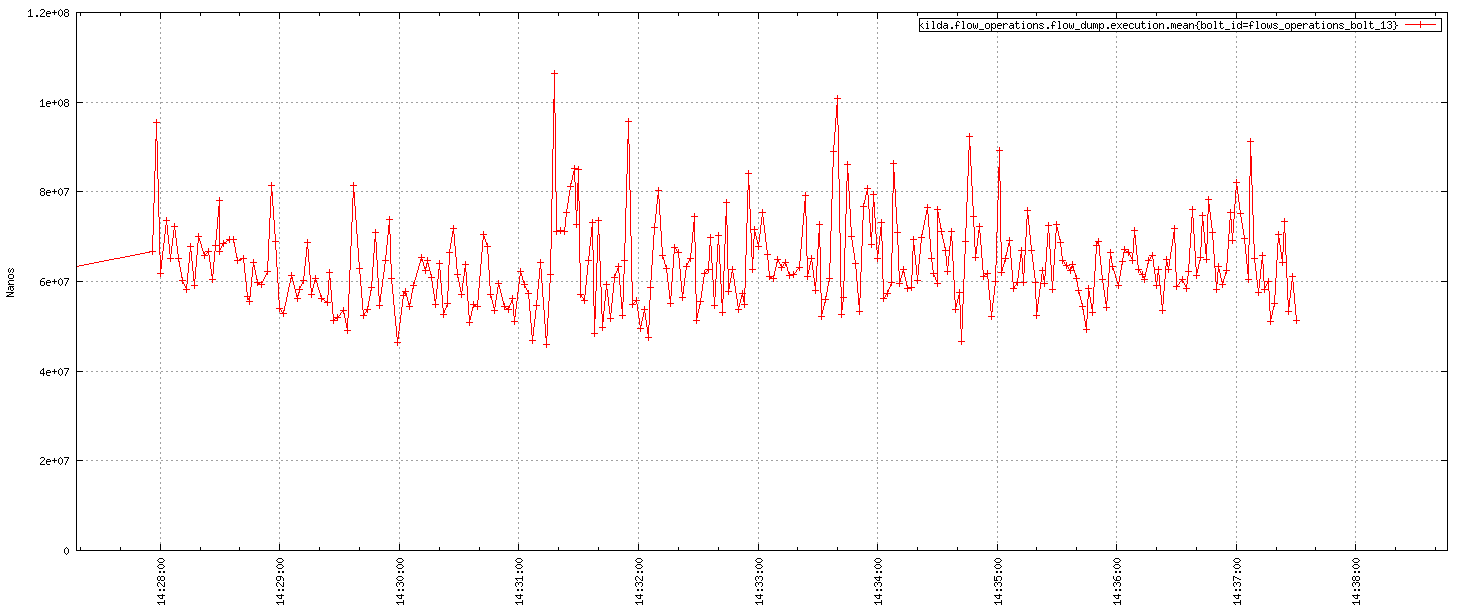 1.2e+08
kilda.flow_operations.flow_dump.execution.mean{bolt_id=flows_operations_bolt_13}
1e+08
8e+07
6e+07
Nanos
4e+07
2e+07
0
14:28:00
14:29:00
14:30:00
14:31:00
14:32:00
14:33:00
14:34:00
14:35:00
14:36:00
14:37:00
14:38:00